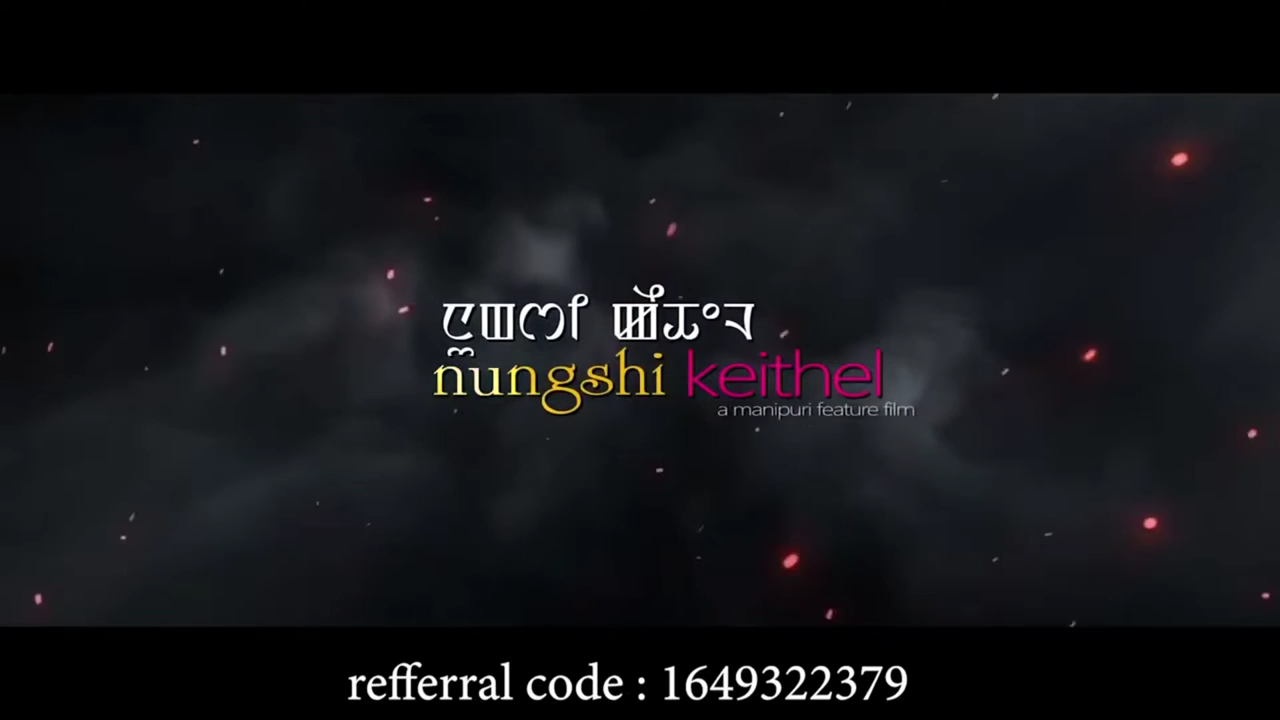 ꯅꯨꯡꯁꯤ ꯀꯩꯊꯦꯜ
nungshi keithel
a manipuri feature film
refferral code : 1649322379